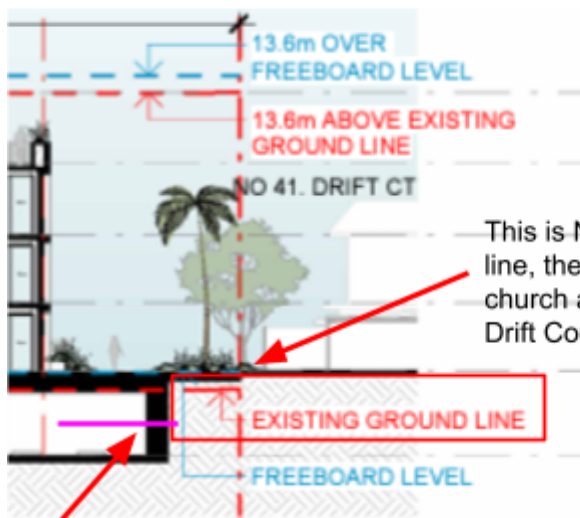 13.6m OVER
FREEBOARD LEVEL
13.6m ABOVE EXISTING
GROUND LINE
NO 41. DRIFT CT
This is
line, the
church
Drift
EXISTING GROUND LINE
FREEBOARD LEVEL